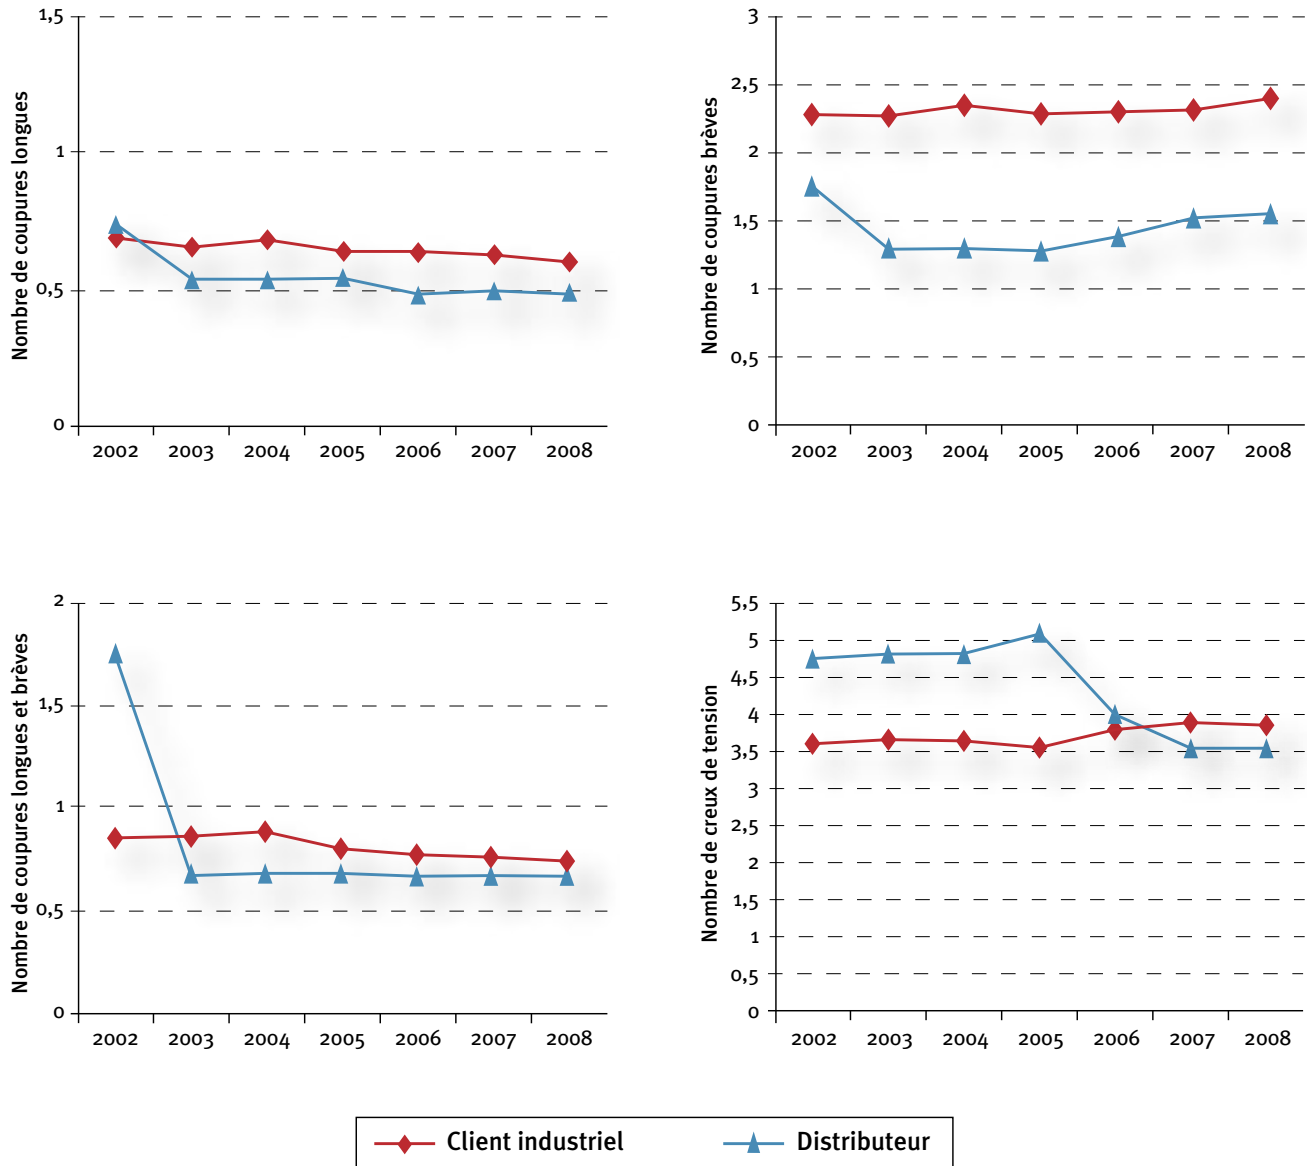 Nombre de coupures longues
1,5
1
0,5
0
2002 2003 2004 2005 2006 2007 2008
Nombre de coupures brèves
3
2,5
2
1,5
1
0,5
0
2002 2003 2004 2005 2006 2007 2008
Nombre de coupures longues et brèves
2
1,5
1
0,5
0
2002 2003 2004 2005 2006 2007 2008
Nombre de creux de tension
5,5
5
4,5
4
3,5
3
2,5
2
1,5
1
0,5
0
2002 2003 2004 2005 2006 2007 2008
Client industriel
Distributeur